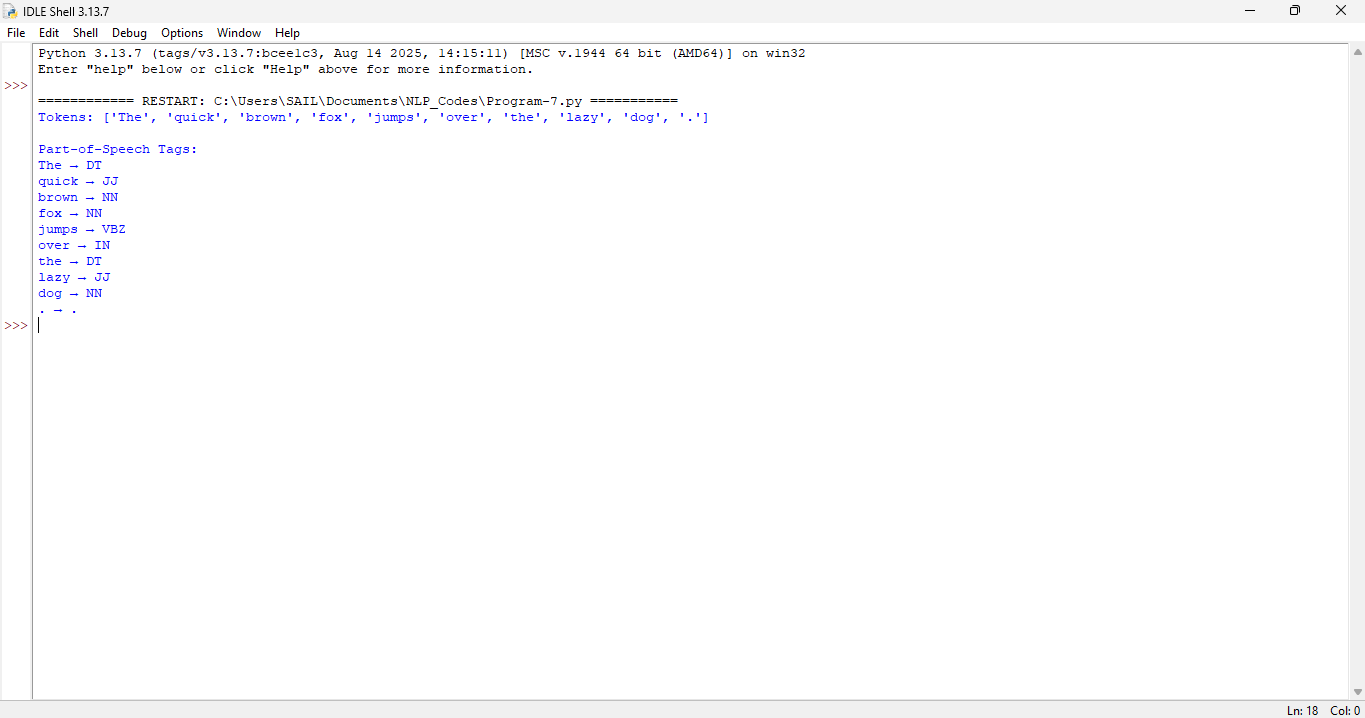 IDLE Shell 3.13.7
File Edit Shell Debug Options Window Help
Python 3.13.7 (tags/v3.13.7:bcee1c3, Aug 14 2025, 14:15:11) [MSC v.1944 64 bit (AMD64)] on win32
Enter "help" below or click "Help" above for more information.
>>>
============ RESTART: C:\Users\SAIL\Documents\NLP_Codes\Program-7.py ===========
Tokens: ['The', 'quick', 'brown', 'fox', 'jumps', 'over', 'the', 'lazy', 'dog', '.']
Part-of-Speech Tags:
The → DT
quick → JJ
brown → NN
fox → NN
jumps → VBZ
over → IN
the → DT
lazy → JJ
dog → NN
. → .
>>>
Ln: 18 Col: 0